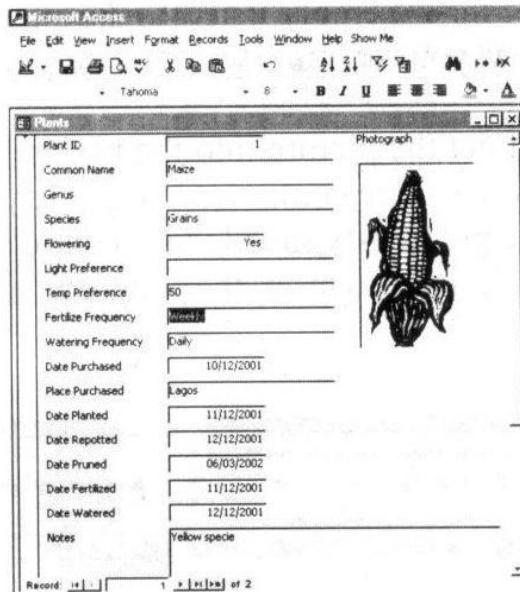 Microsoft Access
File Edit View Insert Format Records Tools Window Help Show Me
Tahoma 8 B I U A
Plants
Plant ID 1 Photograph
Common Name Maize
Genus
Species Grains
Flowering Yes
Light Preference
Temp Preference 50
Fertilize Frequency Weekly
Watering Frequency Daily
Date Purchased 10/12/2001
Place Purchased Lagos
Date Planted 11/12/2001
Date Repotted 12/12/2001
Date Pruned 06/03/2002
Date Fertilized 11/12/2001
Date Watered 12/12/2001
Notes Yellow specie
Record: 1 of 2